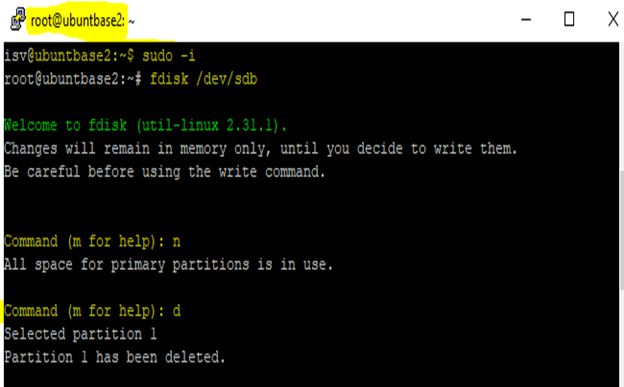 root@ubuntbase2: ~
isv@ubuntbase2:~$ sudo -i
root@ubuntbase2:~# fdisk /dev/sdb
Welcome to fdisk (util-linux 2.31.1).
Changes will remain in memory only, until you decide to write them.
Be careful before using the write command.
Command (m for help): n
All space for primary partitions is in use.
Command (m for help): d
Selected partition 1
Partition 1 has been deleted.